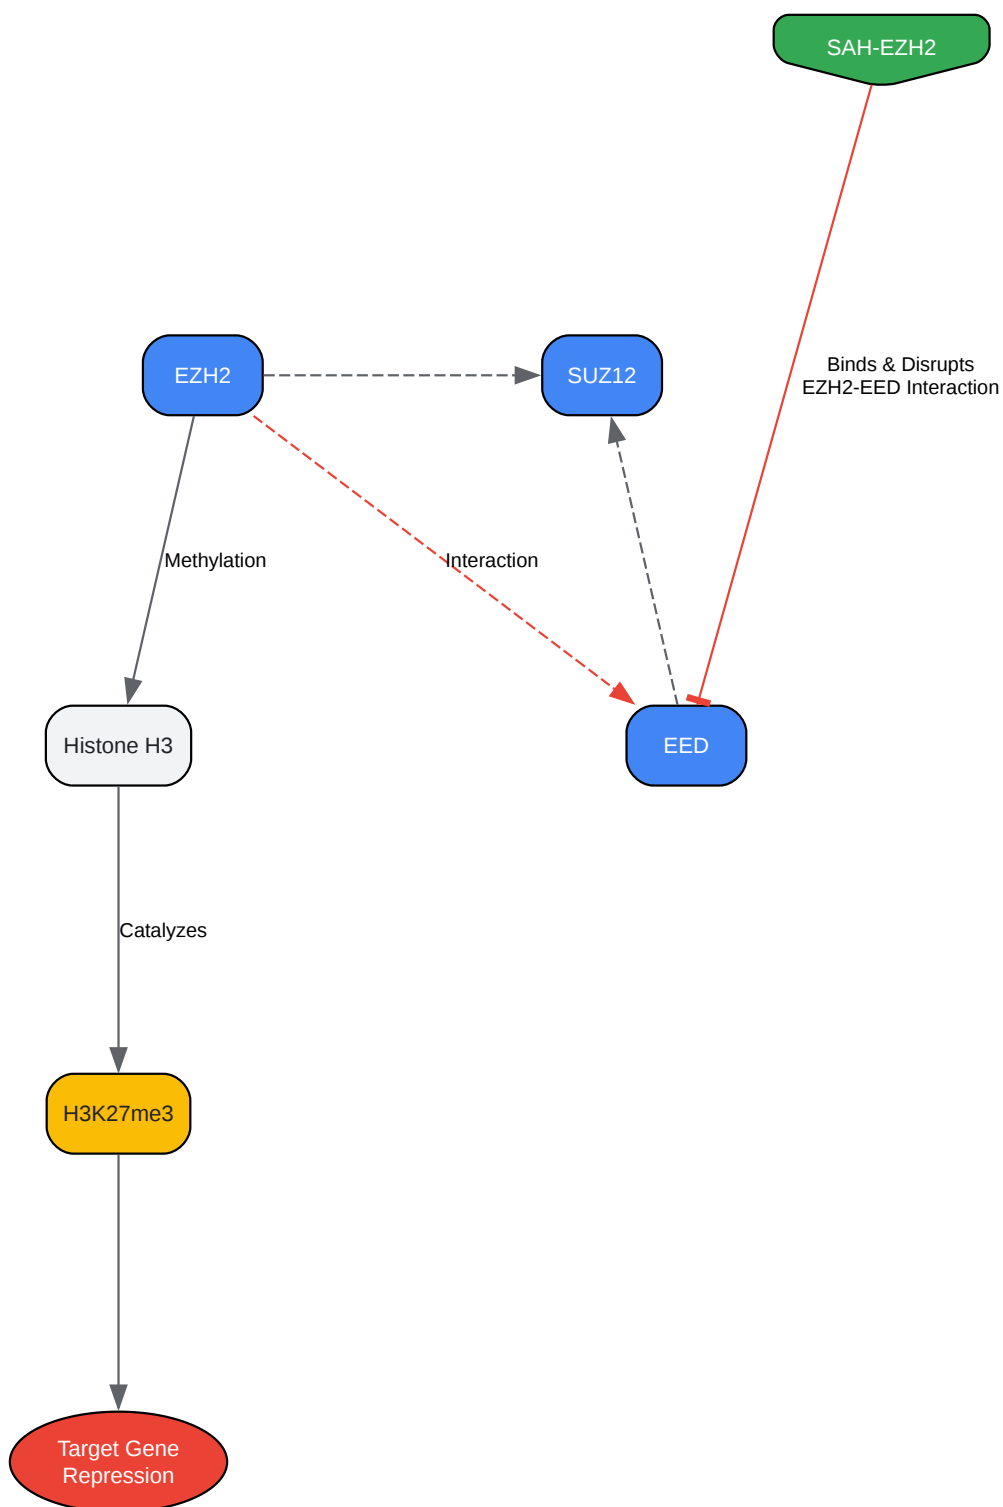 SAH-EZH2
Binds & Disrupts
EZH2-EED Interaction
EZH2
SUZ12
Methylation
Interaction
Histone H3
EED
Catalyzes
H3K27me3
Target Gene
Repression